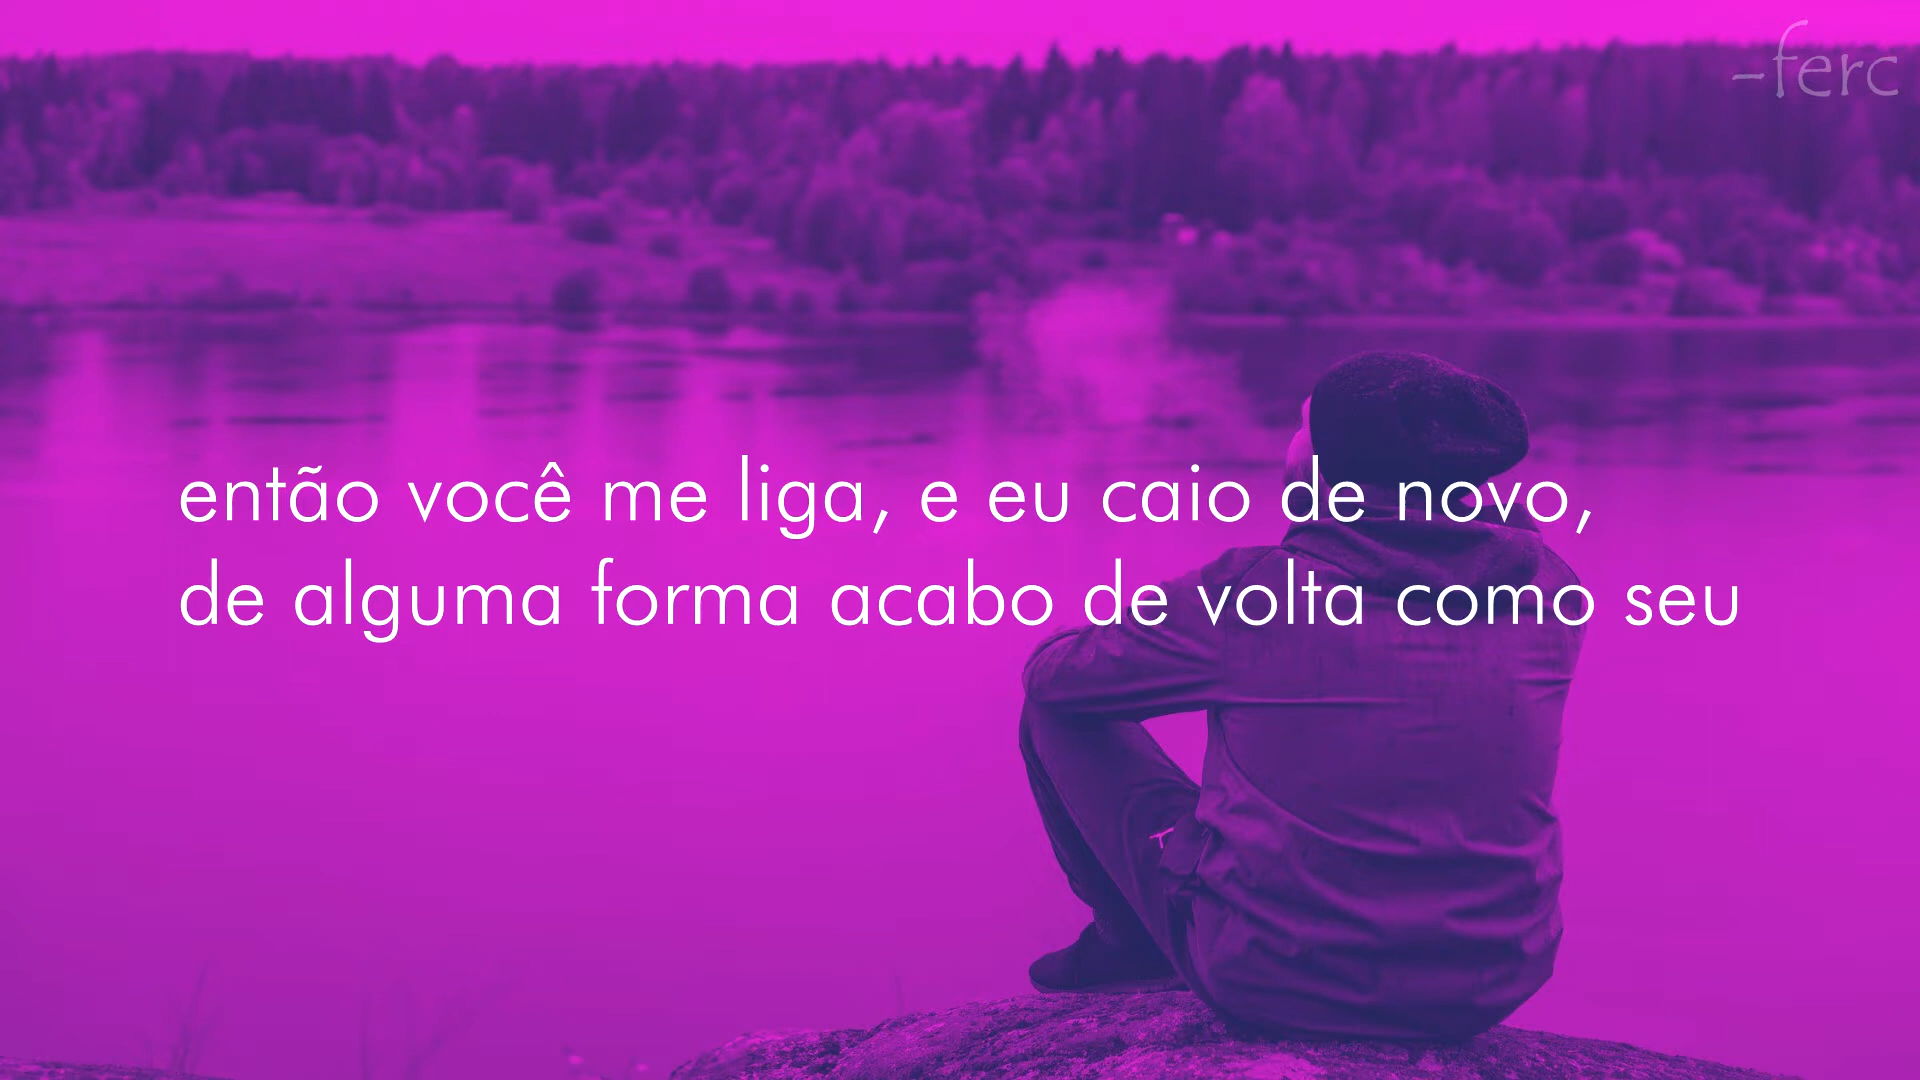 -ferc
então você me liga, e eu caio de novo,
de alguma forma acabo de volta como seu